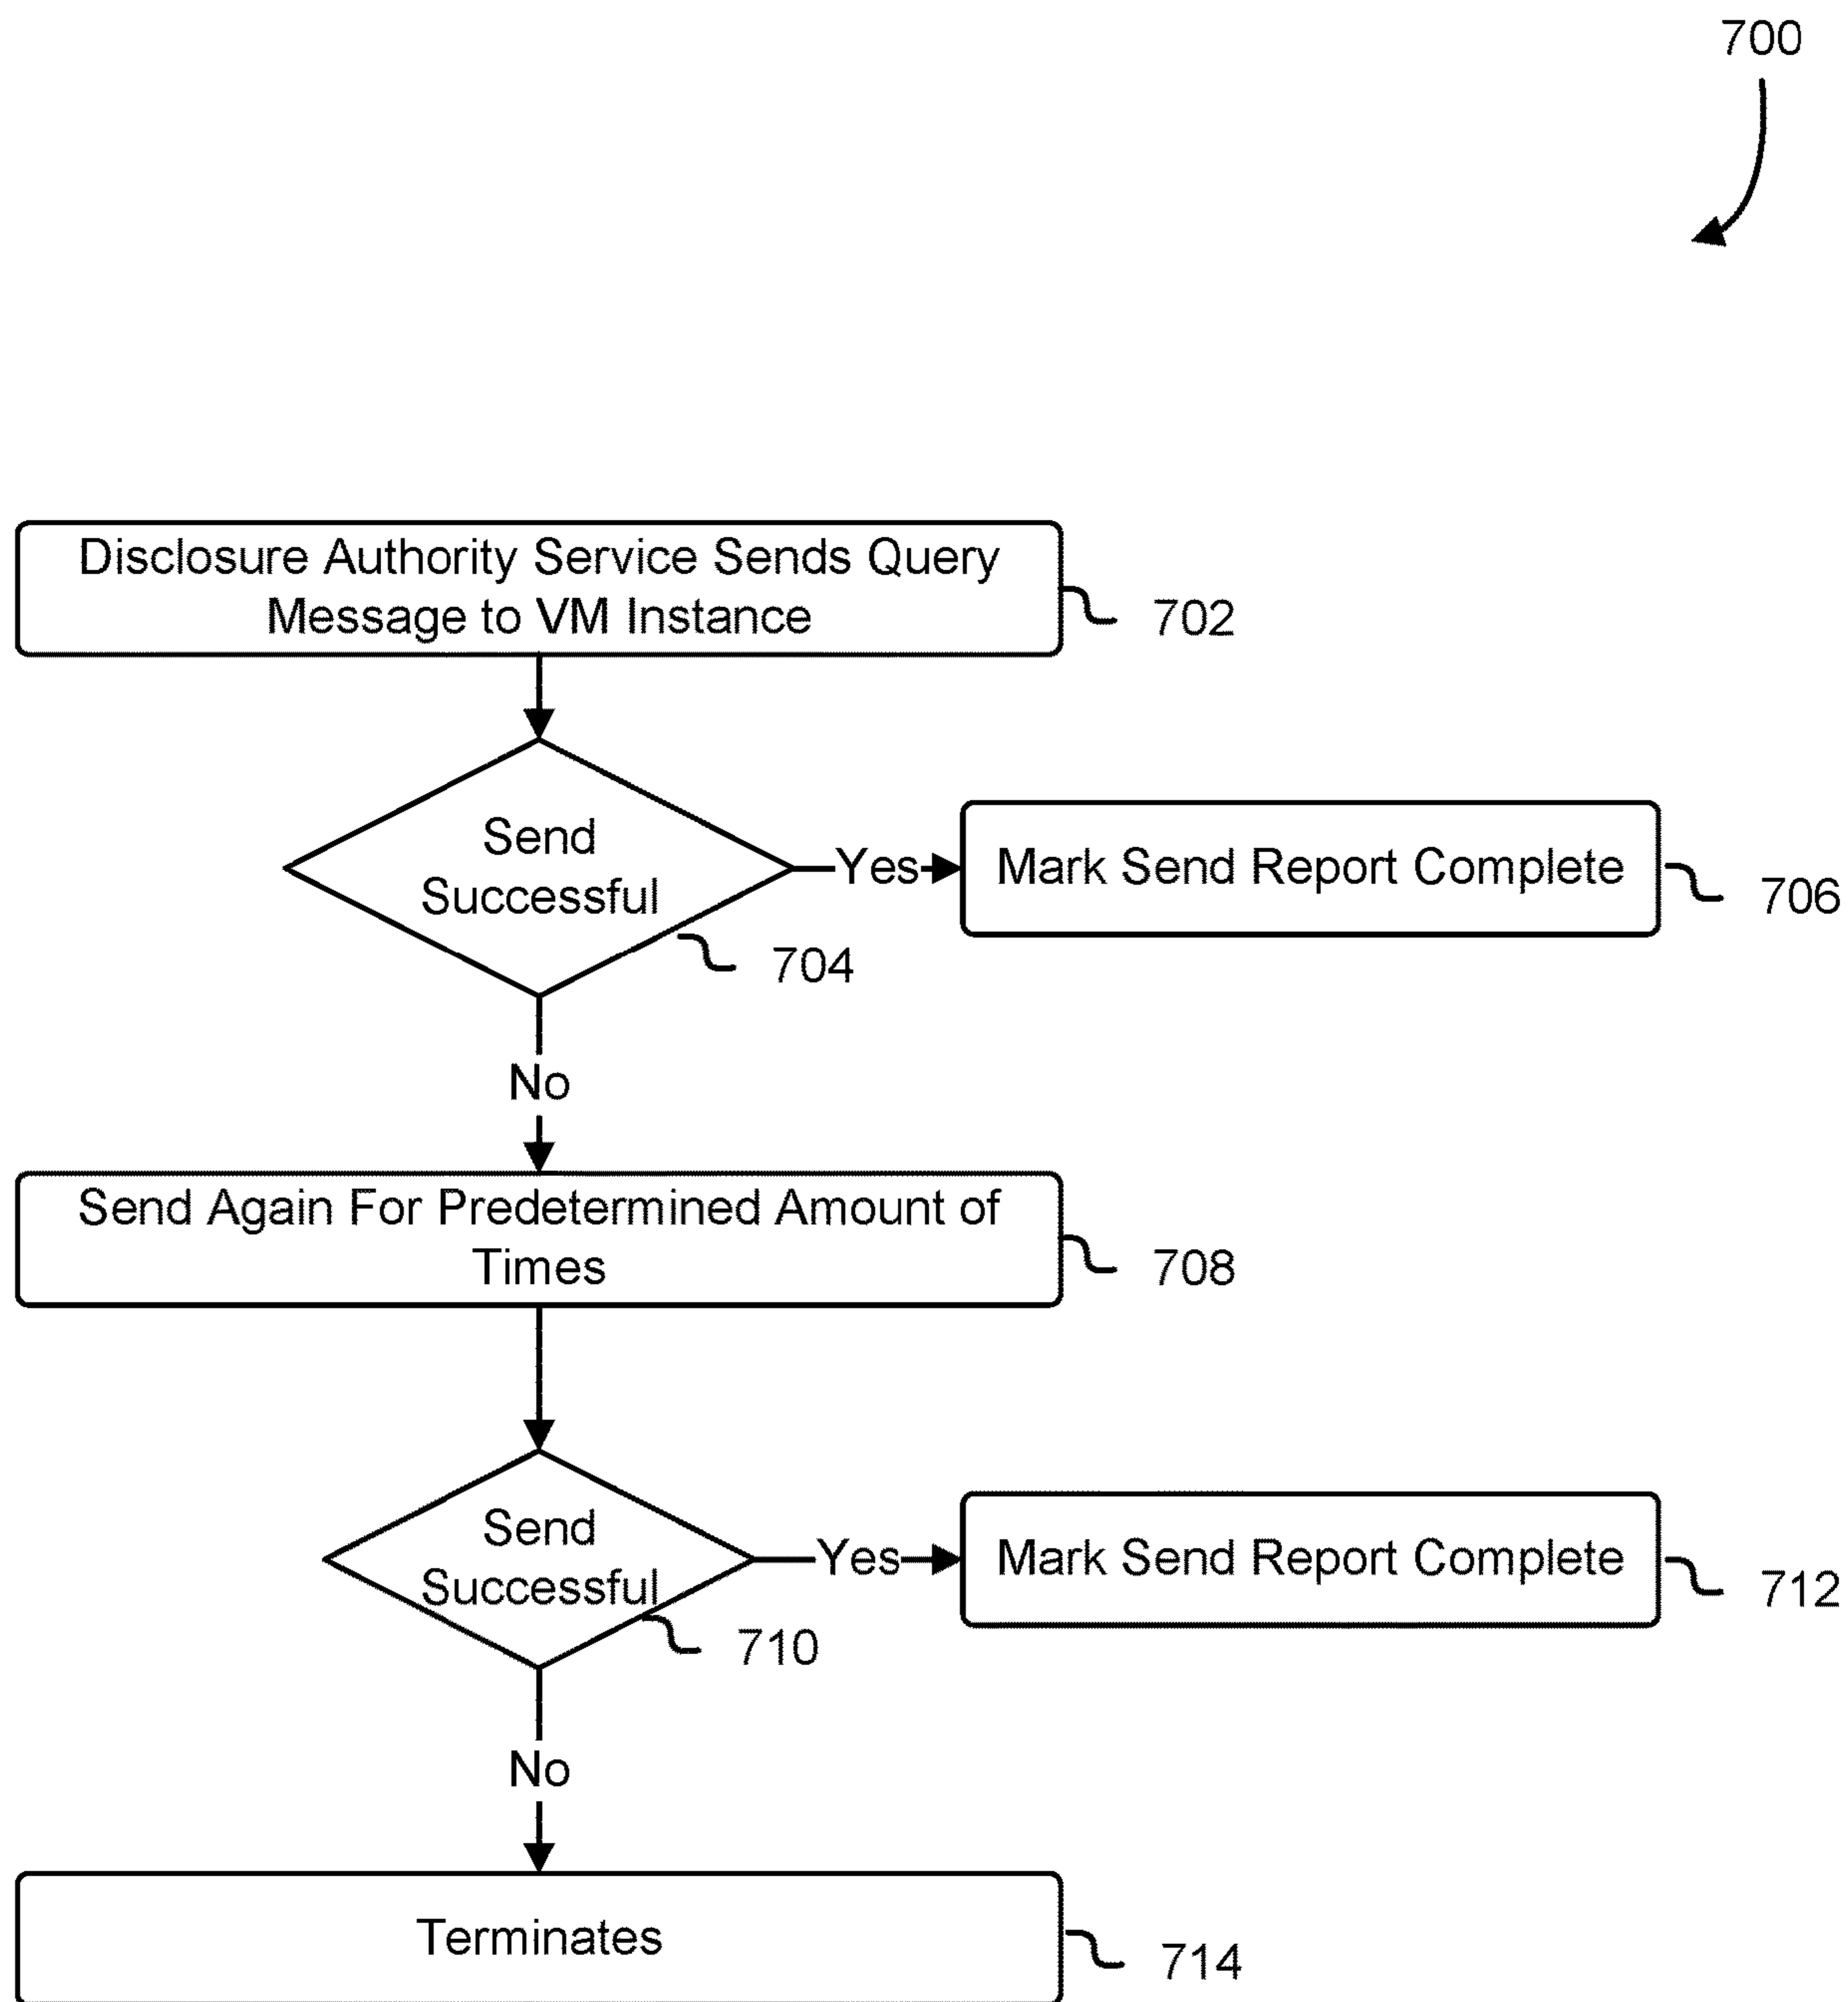 700
Disclosure Authority Service Sends Query
Message to VM Instance
702
Send
Successful
Yes
Mark Send Report Complete
706
704
No
Send Again For Predetermined Amount of
Times
708
Send
Successful
Yes
Mark Send Report Complete
712
710
No
Terminates
714